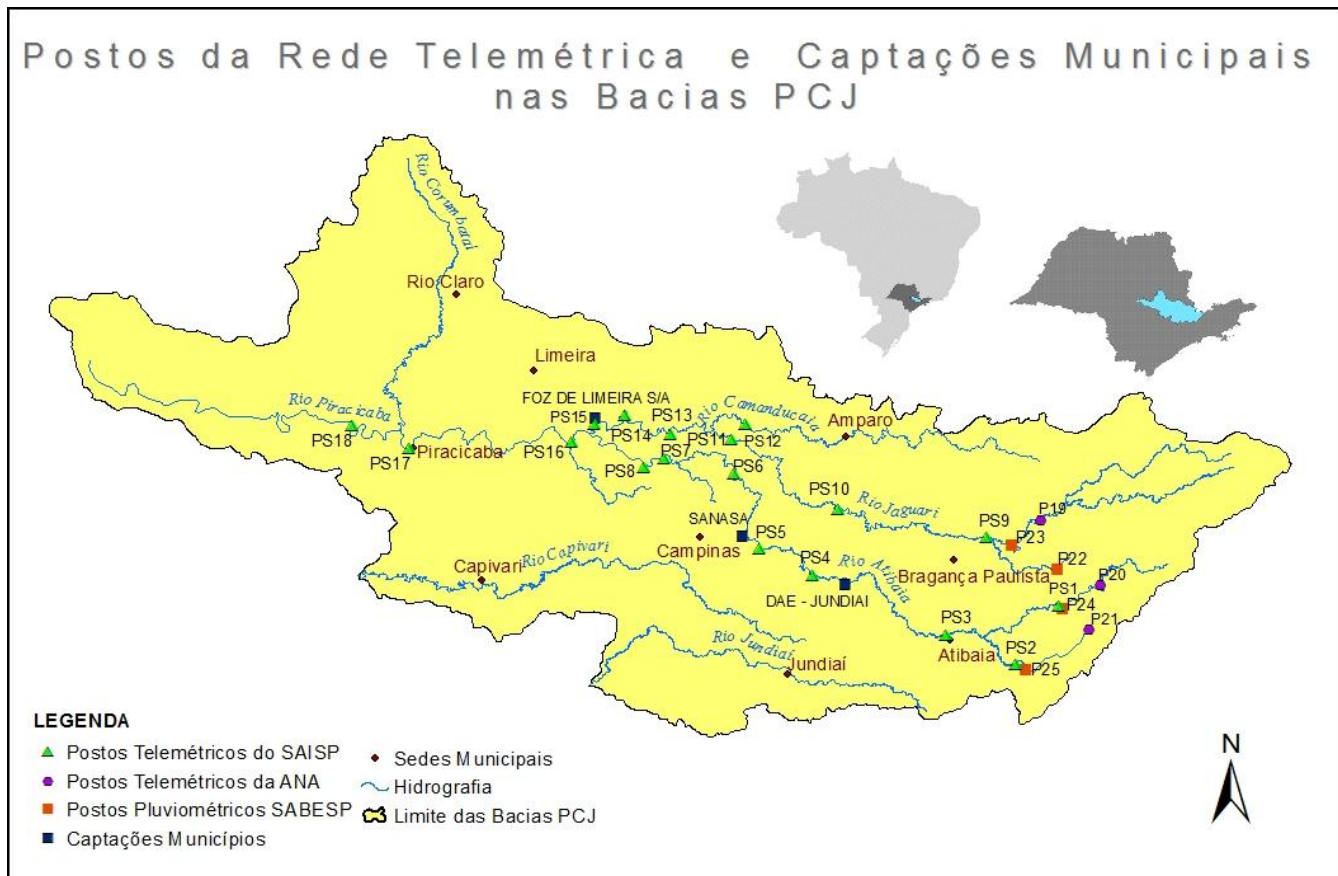 Postos da Rede Telemétrica e Captações Municipais
nas Bacias PCJ
Rio Corumbataí
Rio Claro
Limeira
FOZ DE LIMEIRA S/A
Rio Piracicaba
PS15
PS13
Rio Camanducaia
PS18
PS14
PS11
PS12
Amparo
PS17
Piracicaba
PS16
PS7
PS8
PS6
PS10
Rio Jaguari
P19
SANASA
PS5
PS9
P23
Campinas
Rio Capivari
Capivari
PS4
Rio Atibaia
Bragança Paulista
P22
P20
DAE - JUNDIAI
PS1
P24
P21
PS3
Rio Jundiaí
Jundiaí
Atibaia
PS2
P25
LEGENDA
Postos Telemétricos do SAISP
Postos Telemétricos da ANA
Postos Pluviométricos SABESP
Captações Municípios
Sedes Municipais
Hidrografia
Limite das Bacias PCJ
N